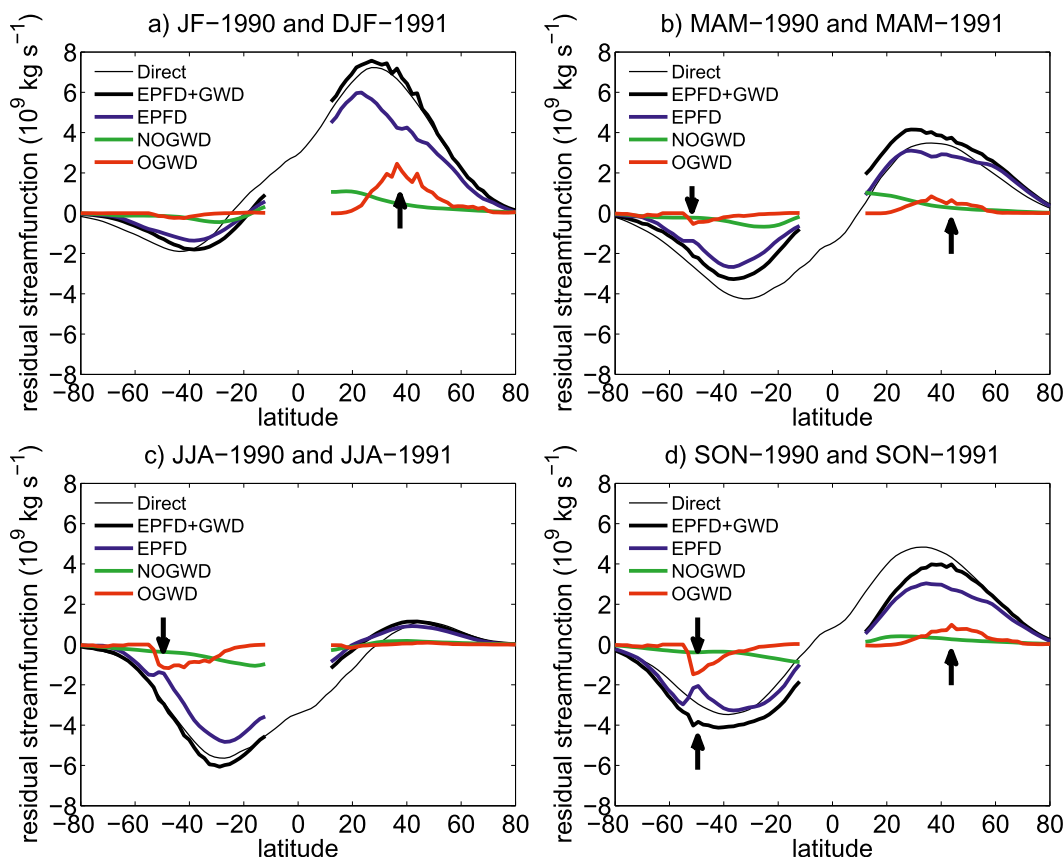 a) JF−1990 and DJF−1991
residual streamfunction (10⁹ kg s⁻¹)
8
6
4
2
0
−2
−4
−6
−8
Direct
EPFD+GWD
EPFD
NOGWD
OGWD
−80 −60 −40 −20 0 20 40 60 80
latitude
b) MAM−1990 and MAM−1991
residual streamfunction (10⁹ kg s⁻¹)
8
6
4
2
0
−2
−4
−6
−8
Direct
EPFD+GWD
EPFD
NOGWD
OGWD
−80 −60 −40 −20 0 20 40 60 80
latitude
c) JJA−1990 and JJA−1991
residual streamfunction (10⁹ kg s⁻¹)
8
6
4
2
0
−2
−4
−6
−8
Direct
EPFD+GWD
EPFD
NOGWD
OGWD
−80 −60 −40 −20 0 20 40 60 80
latitude
d) SON−1990 and SON−1991
residual streamfunction (10⁹ kg s⁻¹)
8
6
4
2
0
−2
−4
−6
−8
Direct
EPFD+GWD
EPFD
NOGWD
OGWD
−80 −60 −40 −20 0 20 40 60 80
latitude